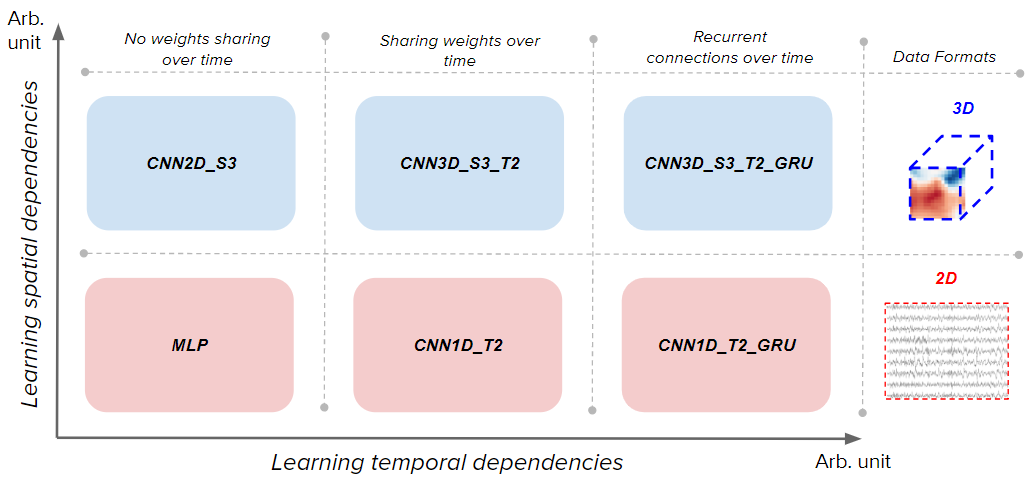 Arb.
unit
No weights sharing
over time
Sharing weights over
time
Recurrent
connections over time
Data Formats
Learning spatial dependencies
CNN2D_S3
CNN3D_S3_T2
CNN3D_S3_T2_GRU
3D
MLP
CNN1D_T2
CNN1D_T2_GRU
2D
Learning temporal dependencies
Arb. unit